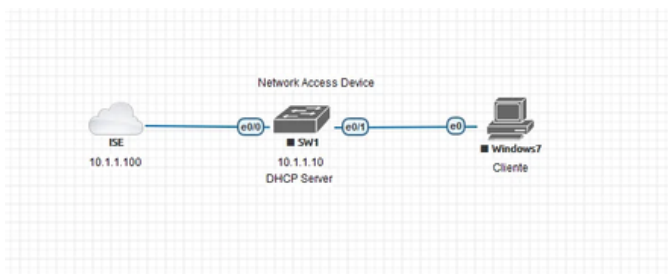 Network Access Device
e0/0
e0/1
e0
ISE
SW1
Windows7
10.1.1.100
10.1.1.10
Cliente
DHCP Server